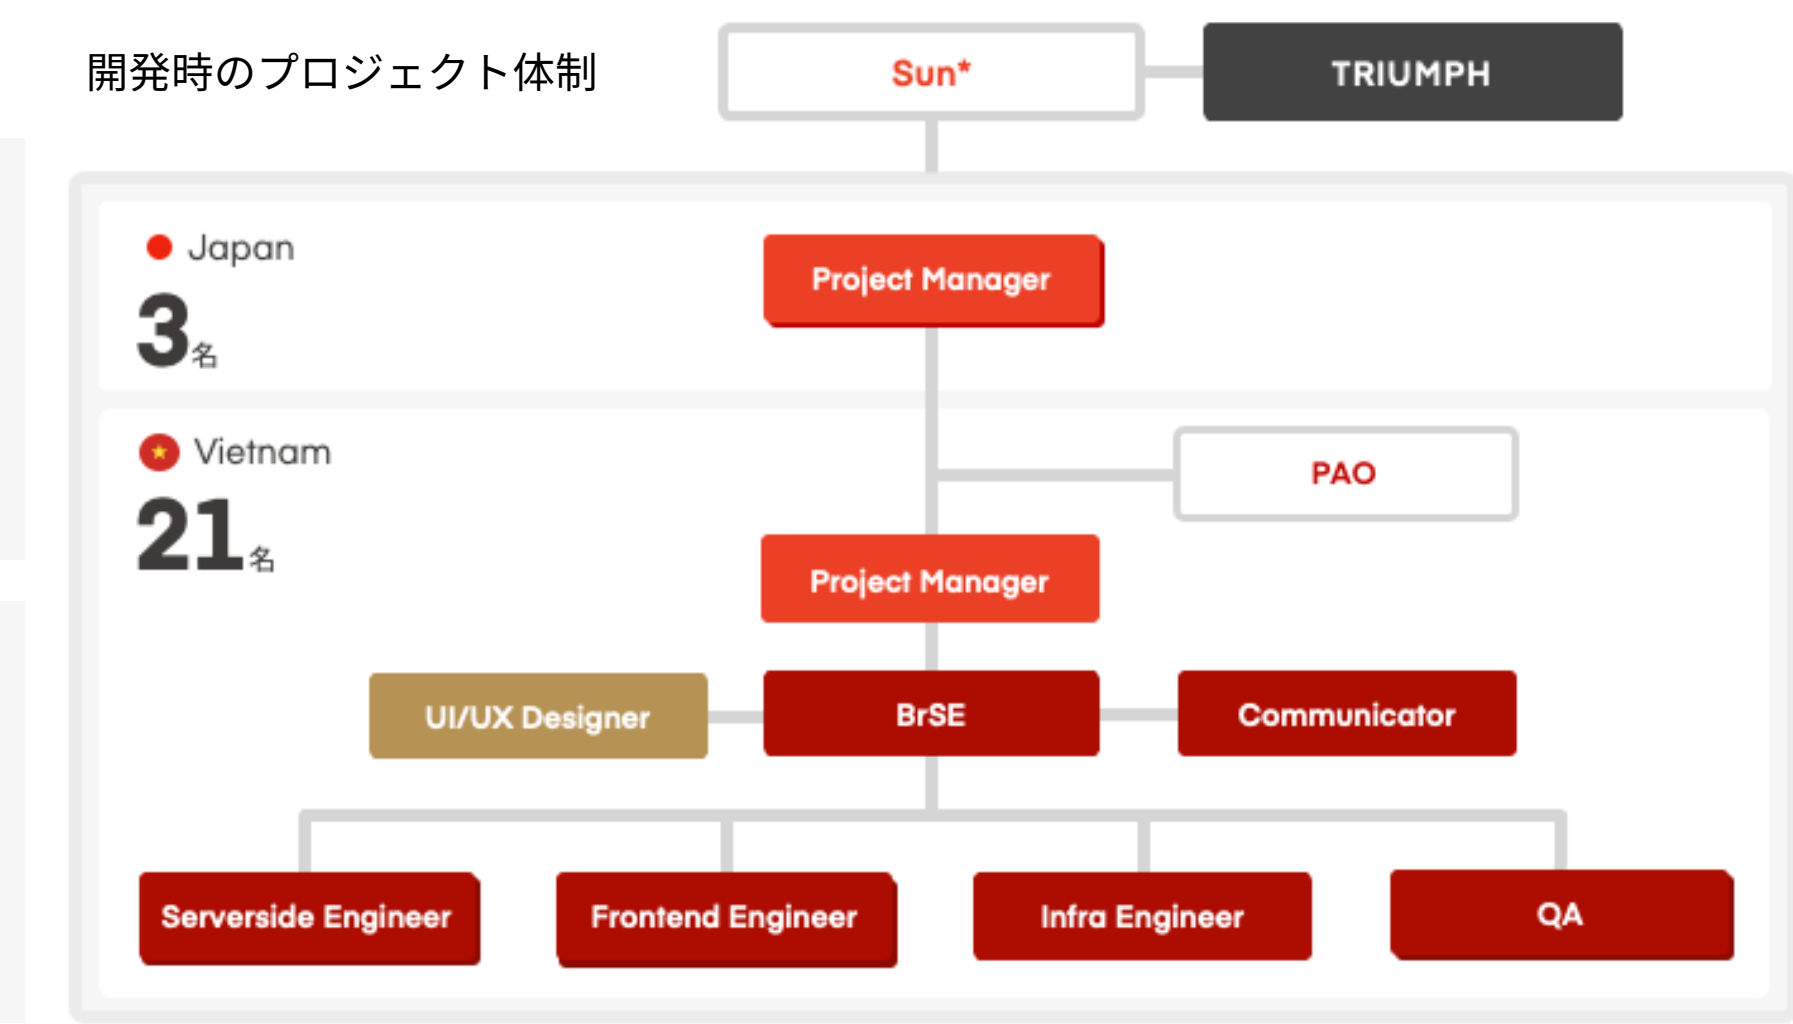 開発時のプロジェクト体制
Sun*
TRIUMPH
Japan
3名
Project Manager
Vietnam
21名
PAO
Project Manager
UI/UX Designer
BrSE
Communicator
Serverside Engineer
Frontend Engineer
Infra Engineer
QA